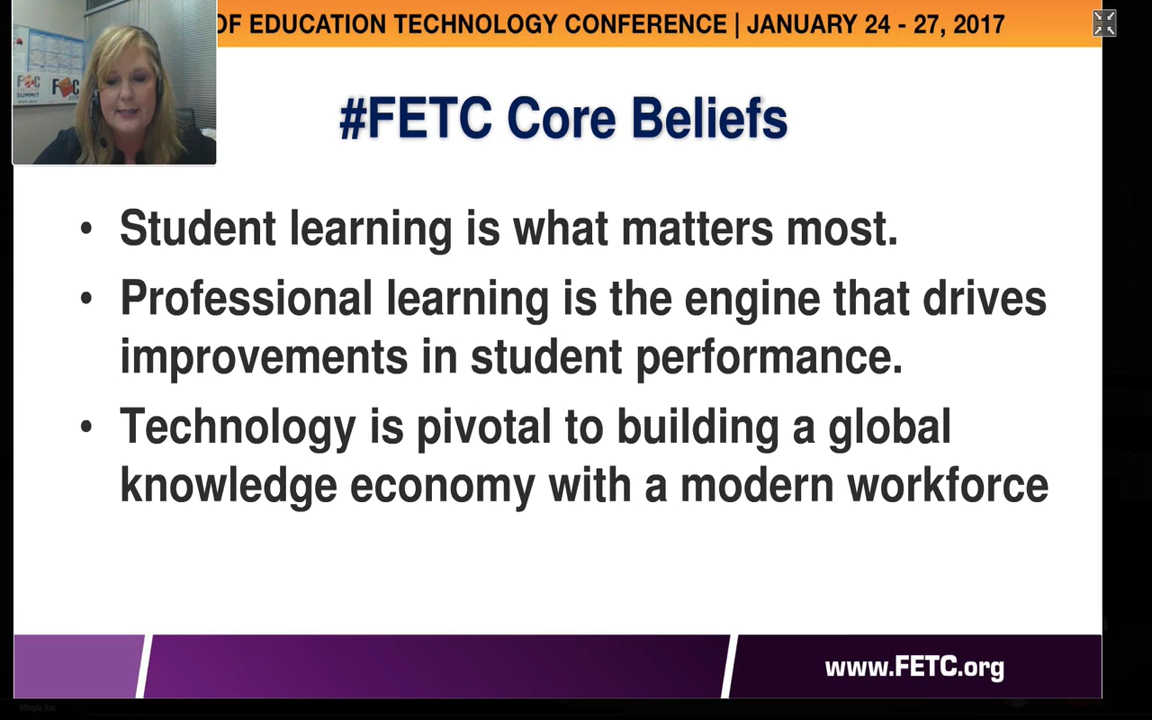 OF EDUCATION TECHNOLOGY CONFERENCE | JANUARY 24 - 27, 2017
#FETC Core Beliefs
• Student learning is what matters most.
• Professional learning is the engine that drives
improvements in student performance.
• Technology is pivotal to building a global
knowledge economy with a modern workforce
www.FETC.org